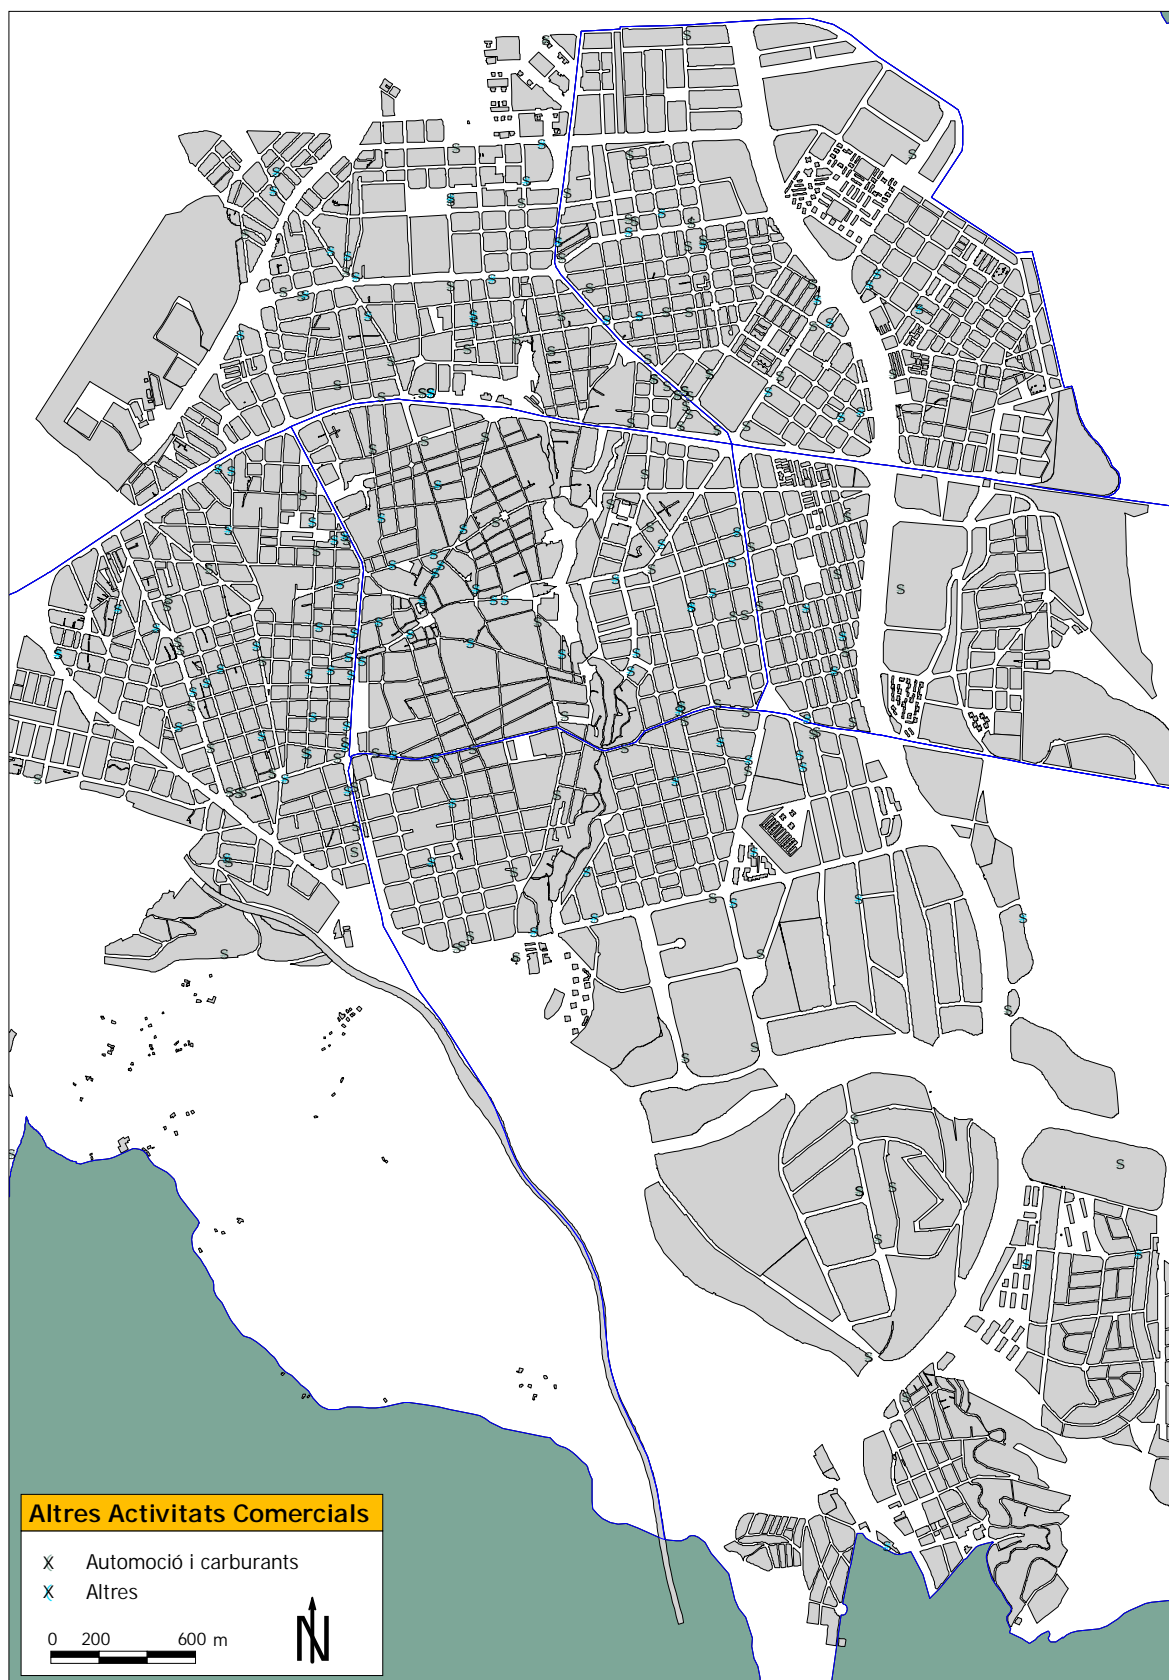 Altres Activitats Comercials
X Automoció i carburants
X Altres
0 200 600 m
N